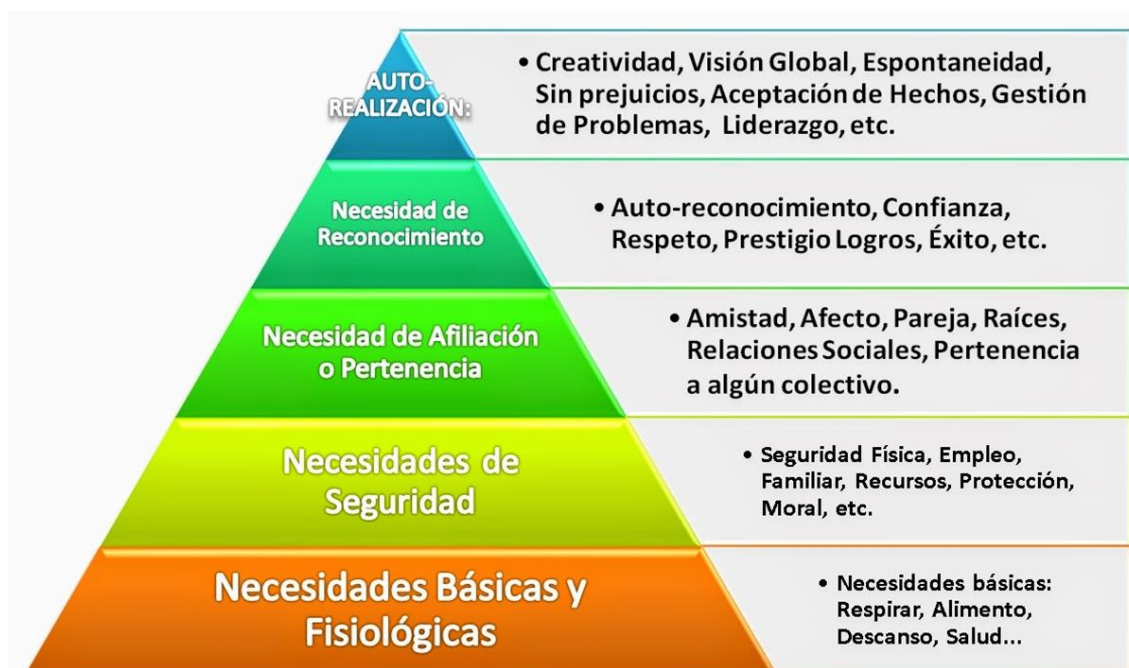 AUTO-
REALIZACIÓN:
• Creatividad, Visión Global, Espontaneidad,
Sin prejuicios, Aceptación de Hechos, Gestión
de Problemas, Liderazgo, etc.
Necesidad de
Reconocimiento
• Auto-reconocimiento, Confianza,
Respeto, Prestigio Logros, Éxito, etc.
Necesidad de Afiliación
o Pertenencia
• Amistad, Afecto, Pareja, Raíces,
Relaciones Sociales, Pertenencia
a algún colectivo.
Necesidades de
Seguridad
• Seguridad Física, Empleo,
Familiar, Recursos, Protección,
Moral, etc.
Necesidades Básicas y
Fisiológicas
• Necesidades básicas:
Respirar, Alimento,
Descanso, Salud...